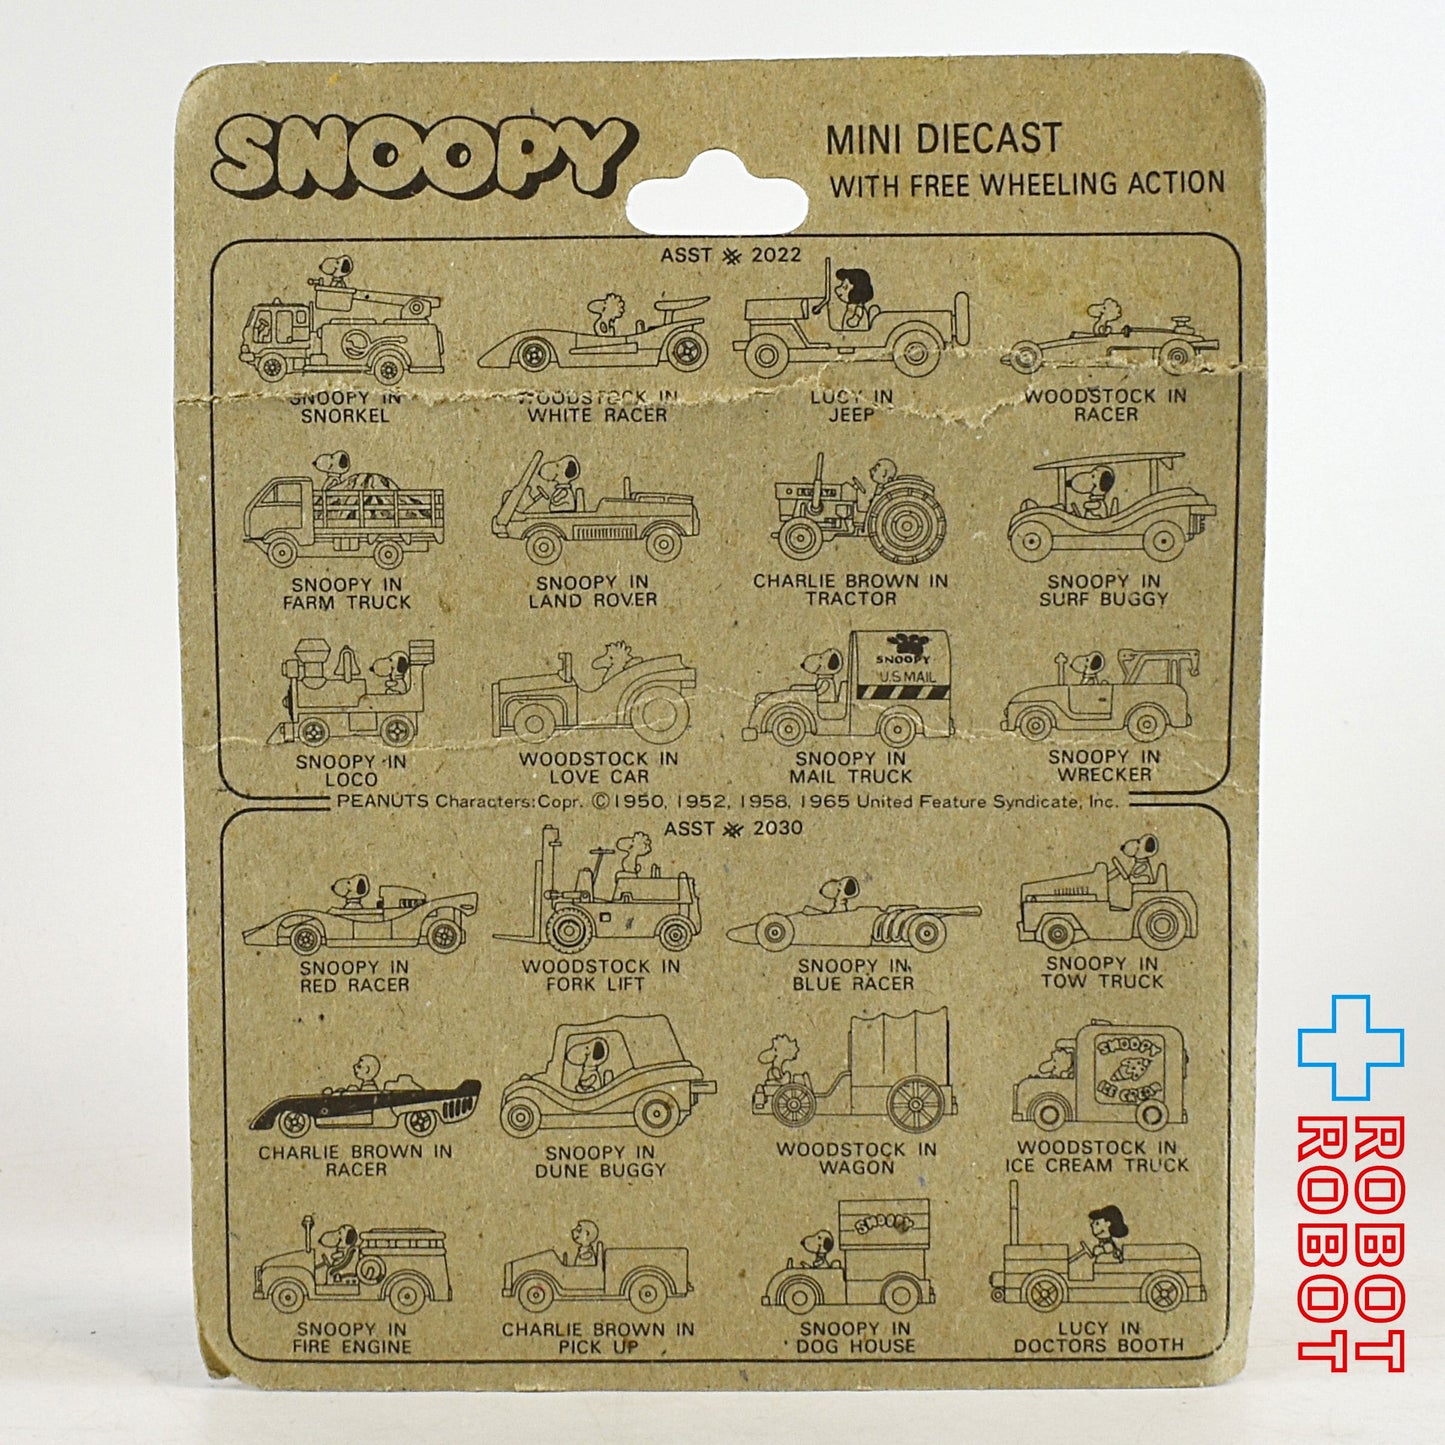 SNOOPY
MINI DIECAST
WITH FREE WHEELING ACTION
ASST # 2022
SNOOPY IN
SNORKEL
WOODSTOCK IN
WHITE RACER
LUCY IN
JEEP
WOODSTOCK IN
RACER
SNOOPY IN
FARM TRUCK
SNOOPY IN
LAND ROVER
CHARLIE BROWN IN
TRACTOR
SNOOPY IN
SURF BUGGY
SNOOPY
U.S MAIL
SNOOPY IN
LOCO
WOODSTOCK IN
LOVE CAR
SNOOPY IN
MAIL TRUCK
SNOOPY IN
WRECKER
PEANUTS Characters: Copr. ©1950, 1952, 1958, 1965 United Feature Syndicate, Inc.
ASST # 2030
SNOOPY IN
RED RACER
WOODSTOCK IN
FORK LIFT
SNOOPY IN
BLUE RACER
SNOOPY IN
TOW TRUCK
SNOOPY
ICE CREAM
CHARLIE BROWN IN
RACER
SNOOPY IN
DUNE BUGGY
WOODSTOCK IN
WAGON
WOODSTOCK IN
ICE CREAM TRUCK
SNOOPY
SNOOPY IN
FIRE ENGINE
CHARLIE BROWN IN
PICK UP
SNOOPY IN
DOG HOUSE
LUCY IN
DOCTORS BOOTH
ROBOT
ROBOT